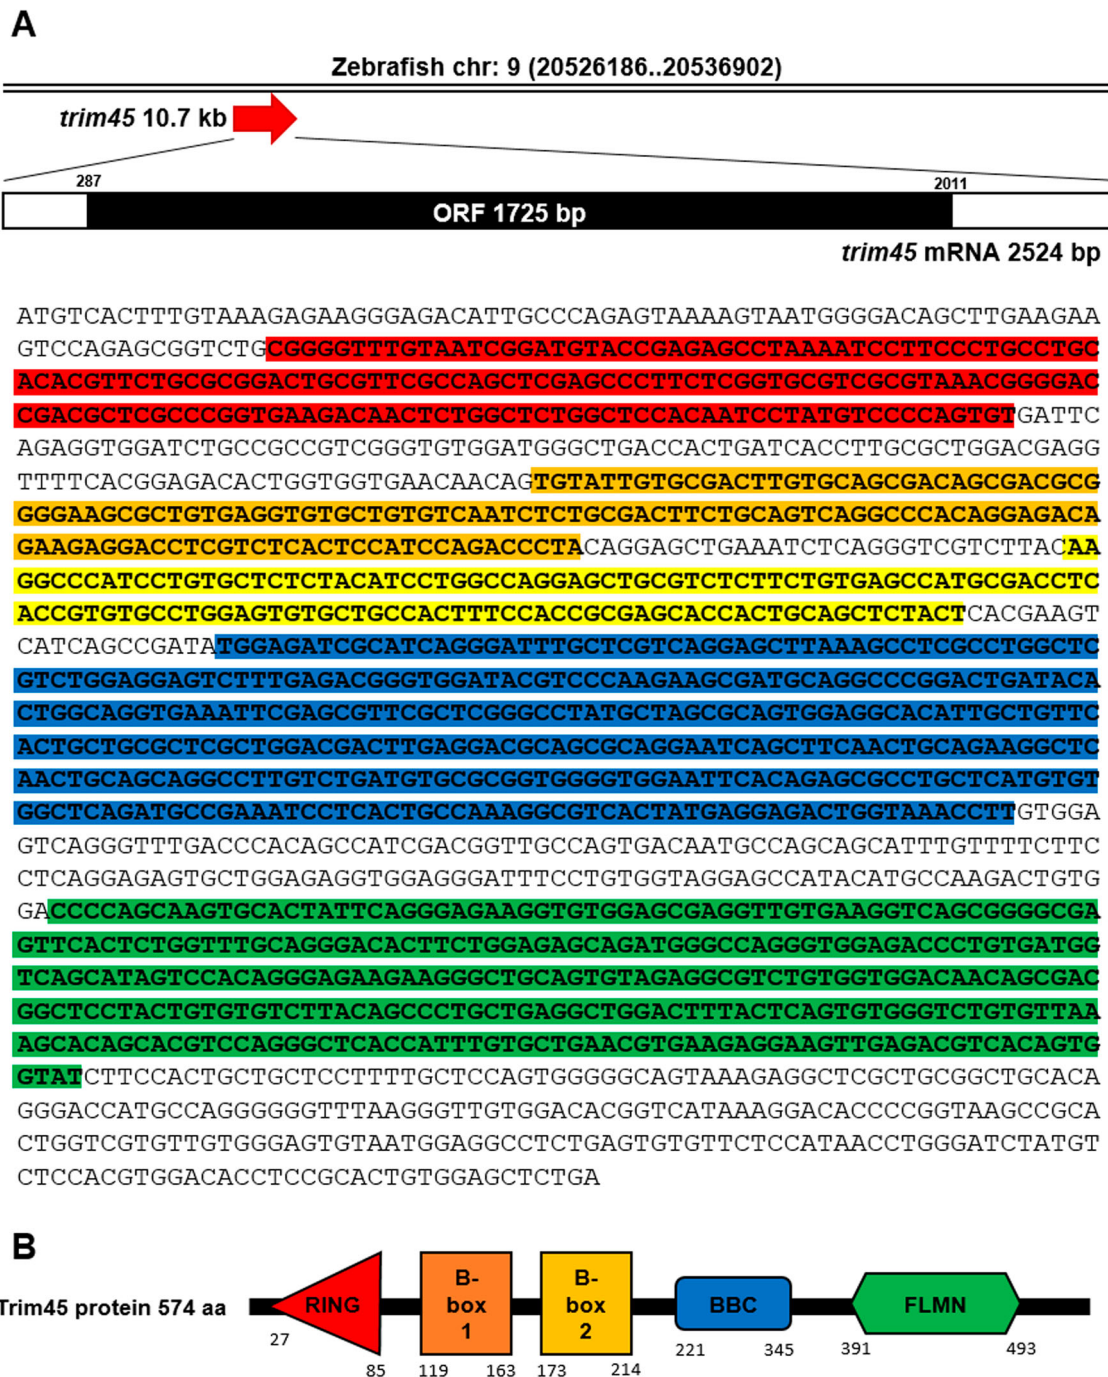 A
Zebrafish chr: 9 (20526186..20536902)
trim45 10.7 kb
287
2011
ORF 1725 bp
trim45 mRNA 2524 bp
ATGTCACTTTGTAAAGAGAAGGGAGACATTGCCCAGAGTAAAAGTAATGGGGACAGCTTGAAGAA
GTCCAGAGCGGTCTGCGGGGTTTGTAATCGGATGTACCGAGAGCCTAAAATCCTTCCCTGCCTGC
ACACGTTCTGCGCGGACTGCGTTCGCCAGCTCGAGCCCTTCTCGGTGCGTCGCGTAAACGGGGAC
CGACGCTCGCCCGGTGAAGACAACTCTGGCTCTGGCTCCACAATCCTATGTCCCCAGTGTGATTC
AGAGGTGGATCTGCCGCCGTCGGGTGTGGATGGGCTGACCACTGATCACCTTGCGCTGGACGAGG
TTTTCACGGAGACACTGGTGGTGAACAACAGTGTATTGTGCGACTTGTGCAGCGACAGCGACGCG
GGGAAGCGCTGTGAGGTGTGCTGTGTCAATCTCTGCGACTTCTGCAGTCAGGCCCACAGGAGACA
GAAGAGGACCTCGTCTCACTCCATCCAGACCCTACAGGAGCTGAAATCTCAGGGTCGTCTTACAA
GGCCCATCCTGTGCTCTCTACATCCTGGCCAGGAGCTGCGTCTCTTCTGTGAGCCATGCGACCTC
ACCGTGTGCCTGGAGTGTGCTGCCACTTTCCACCGCGAGCACCACTGCAGCTCTACTCACGAAGT
CATCAGCCGATATGGAGATCGCATCAGGGATTTGCTCGTCAGGAGCTTAAAGCCTCGCCTGGCTC
GTCTGGAGGAGTCTTTGAGACGGGTGGATACGTCCCAAGAAGCGATGCAGGCCCGGACTGATACA
CTGGCAGGTGAAATTCGAGCGTTCGCTCGGGCCTATGCTAGCGCAGTGGAGGCACATTGCTGTTC
ACTGCTGCGCTCGCTGGACGACTTGAGGACGCAGCGCAGGAATCAGCTTCAACTGCAGAAGGCTC
AACTGCAGCAGGCCTTGTCTGATGTGCGCGGTGGGGTGGAATTCACAGAGCGCCTGCTCATGTGT
GGCTCAGATGCCGAAATCCTCACTGCCAAAGGCGTCACTATGAGGAGACTGGTAAACCTTGTGGA
GTCAGGGTTTGACCCACAGCCATCGACGGTTGCCAGTGACAATGCCAGCAGCATTTGTTTTCTTC
CTCAGGAGAGTGCTGGAGAGGTGGAGGGATTTCCTGTGGTAGGAGCCATACATGCCAAGACTGTG
GACCCCAGCAAGTGCACTATTCAGGGAGAAGGTGTGGAGCGAGGTTGTGAAGGTCAGCGGGGCGA
GTTCACTCTGGTTTGCAGGGACACTTCTGGAGAGCAGATGGGCCAGGGTGGAGACCCTGTGATGG
TCAGCATAGTCCACAGGGAGAAGAAGGGCTGCAGTGTAGAGGCGTCTGTGGTGGACAACAGCGAC
GGCTCCTACTGTGTGTCTTACAGCCCTGCTGAGGCTGGACTTTACTCAGTGTGGGTCTGTGTTAA
AGCACAGCACGTCCAGGGCTCACCATTTGTGCTGAACGTGAAGAGGAAGTTGAGACGTCACAGTG
GTATCTTCCACTGCTGCTCCTTTTGCTCCAGTGGGGGCAGTAAAGAGGCTCGCTGCGGCTGCACA
GGGACCATGCCAGGGGGGTTTAAGGGTTGTGGACACGGTCATAAAGGACACCCCGGTAAGCCGCA
CTGGTCGTGTTGTGGGAGTGTAATGGAGGCCTCTGAGTGTGTTCTCCATAACCTGGGATCTATGT
CTCCACGTGGACACCTCCGCACTGTGGAGCTCTGA
B
Trim45 protein 574 aa
RING
B-
box
1
B-
box
2
BBC
FLMN
27
85
119
163
173
214
221
345
391
493